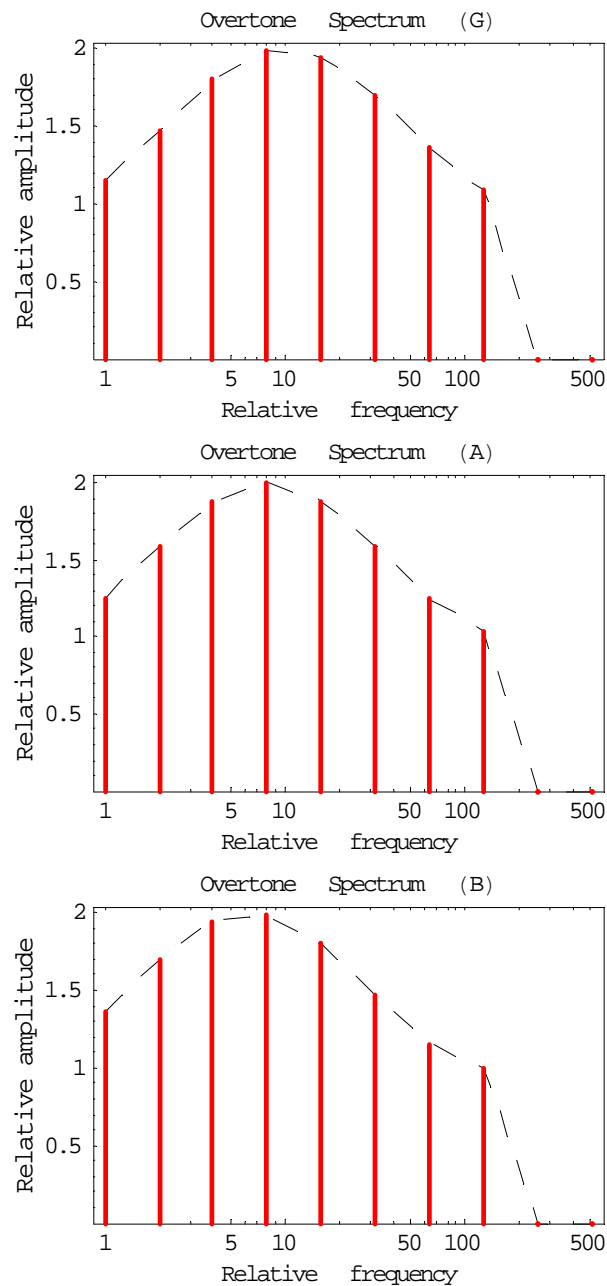 Overtone Spectrum (G)
Relative amplitude
2
1.5
1
0.5
1 5 10 50 100 500
Relative frequency
Overtone Spectrum (A)
Relative amplitude
2
1.5
1
0.5
1 5 10 50 100 500
Relative frequency
Overtone Spectrum (B)
Relative amplitude
2
1.5
1
0.5
1 5 10 50 100 500
Relative frequency